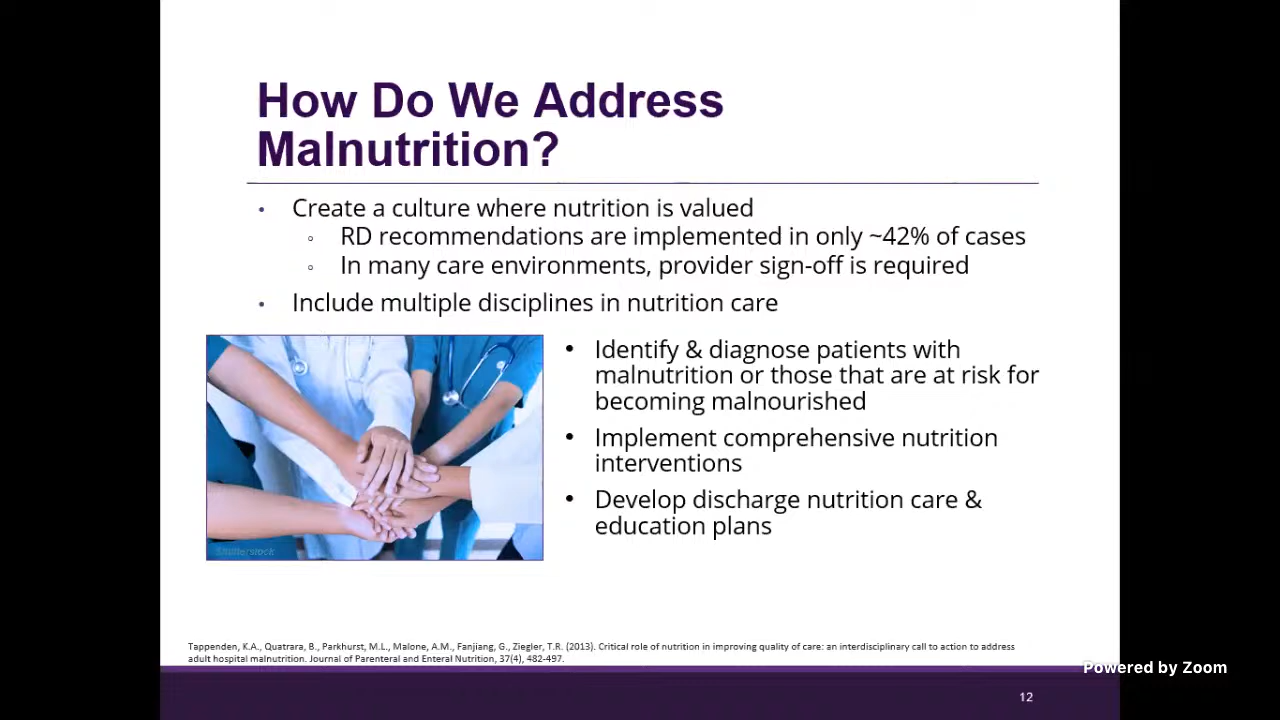 How Do We Address
Malnutrition?
• Create a culture where nutrition is valued
◦ RD recommendations are implemented in only ~42% of cases
◦ In many care environments, provider sign-off is required
• Include multiple disciplines in nutrition care
• Identify & diagnose patients with
malnutrition or those that are at risk for
becoming malnourished
• Implement comprehensive nutrition
interventions
• Develop discharge nutrition care &
education plans
Shutterstock
Tappenden, K.A., Quatrara, B., Parkhurst, M.L., Malone, A.M., Fanjiang, G., Ziegler, T.R. (2013). Critical role of nutrition in improving quality of care: an interdisciplinary call to action to address
adult hospital malnutrition. Journal of Parenteral and Enteral Nutrition, 37(4), 482-497.
Powered by Zoom
12